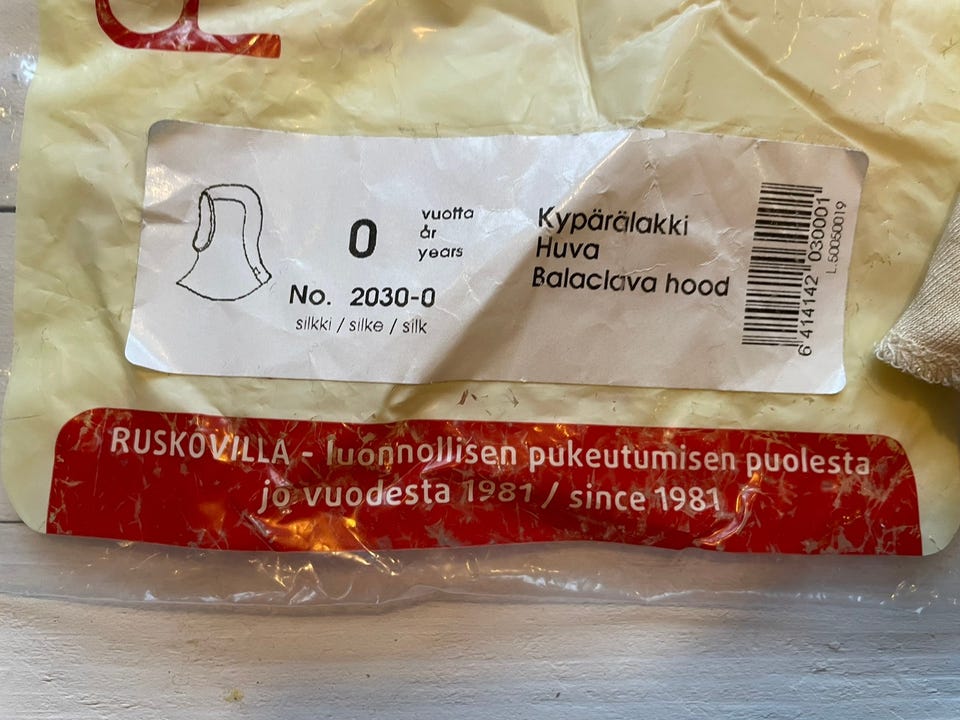 0
vuotta
år
years
No. 2030-0
silkki / silke / silk
Kypärälakki
Huva
Balaclava hood
6 414142 030001
L.50050019
RUSKOVILLA - luonnollisen pukeutumisen puolesta
jo vuodesta 1981 / since 1981